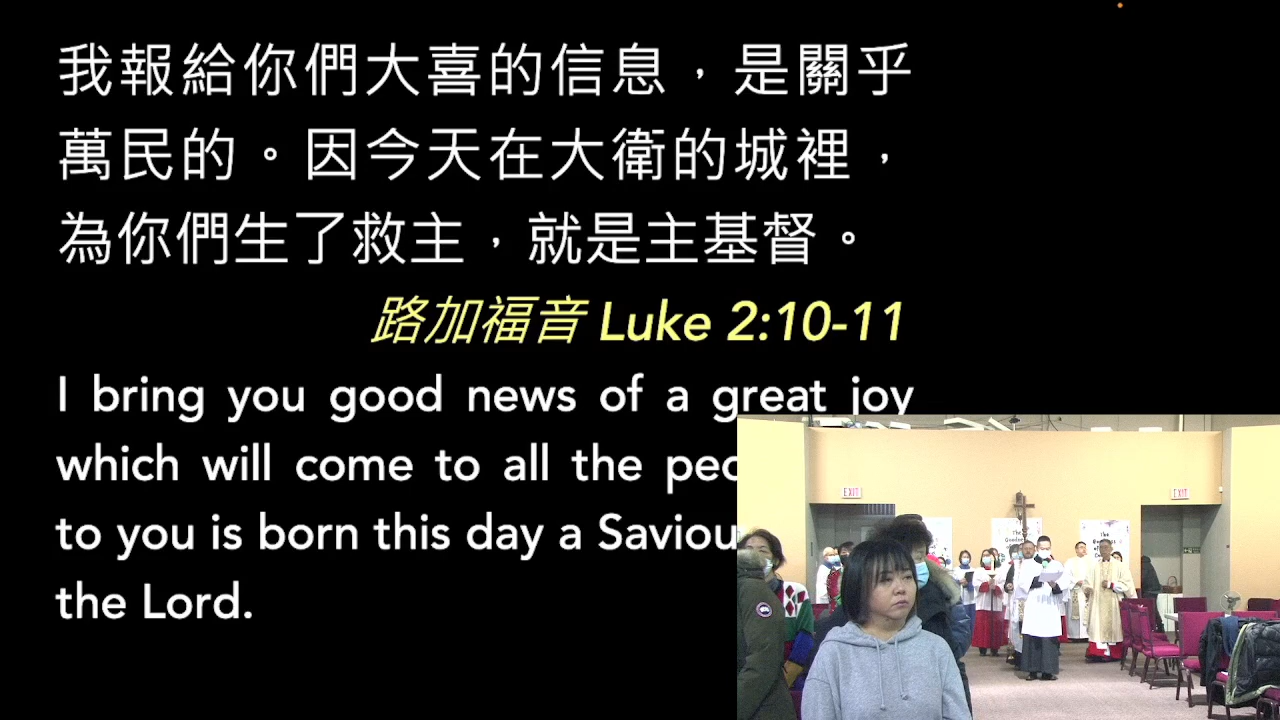 我報給你們大喜的信息，是關乎
萬民的。因今天在大衛的城裡，
為你們生了救主，就是主基督。
路加福音 Luke 2:10-11
I bring you good news of a great joy
which will come to all the
to you is born this day a
the Lord.
EXIT
EXIT
The
The